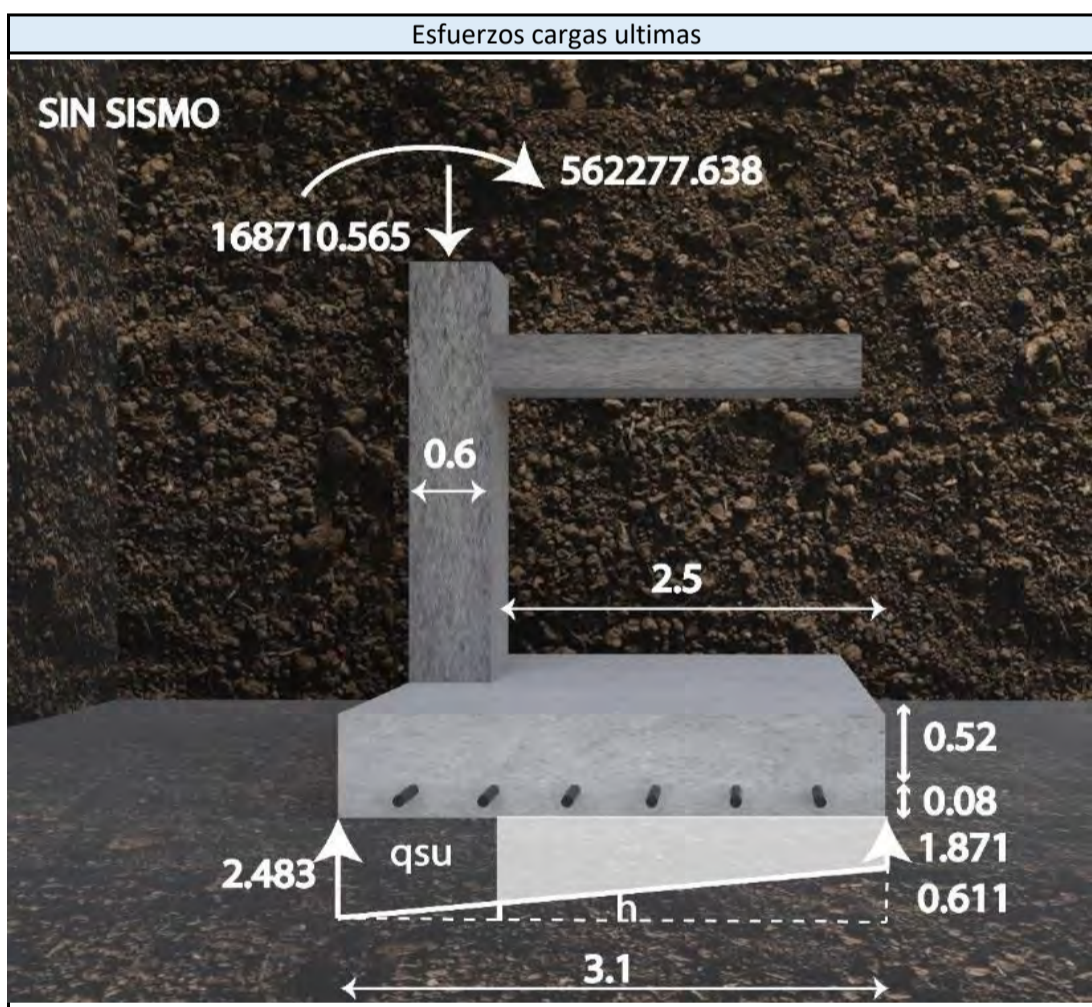 Esfuerzos cargas ultimas
SIN SISMO
562277.638
168710.565
0.6
2.5
0.52
0.08
2.483
qsu
1.871
0.611
h
3.1